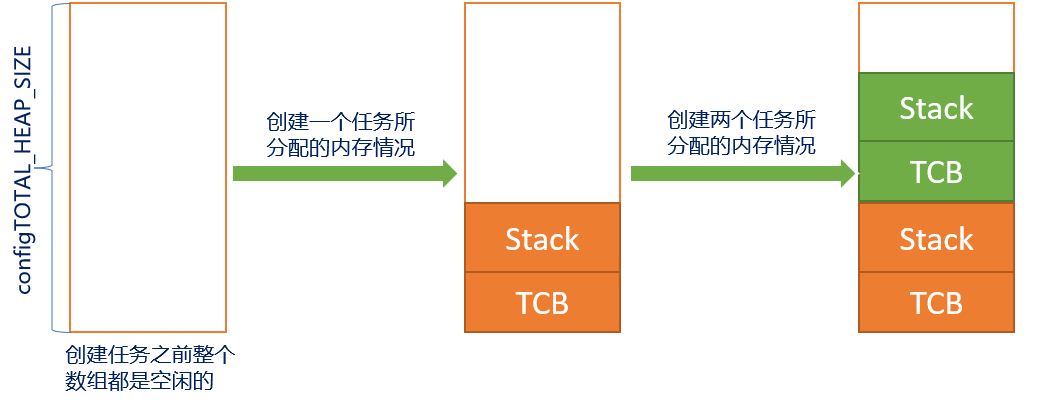 configTOTAL_HEAP_SIZE
创建任务之前整个
数组都是空闲的
创建一个任务所
分配的内存情况
Stack
TCB
创建两个任务所
分配的内存情况
Stack
TCB
Stack
TCB